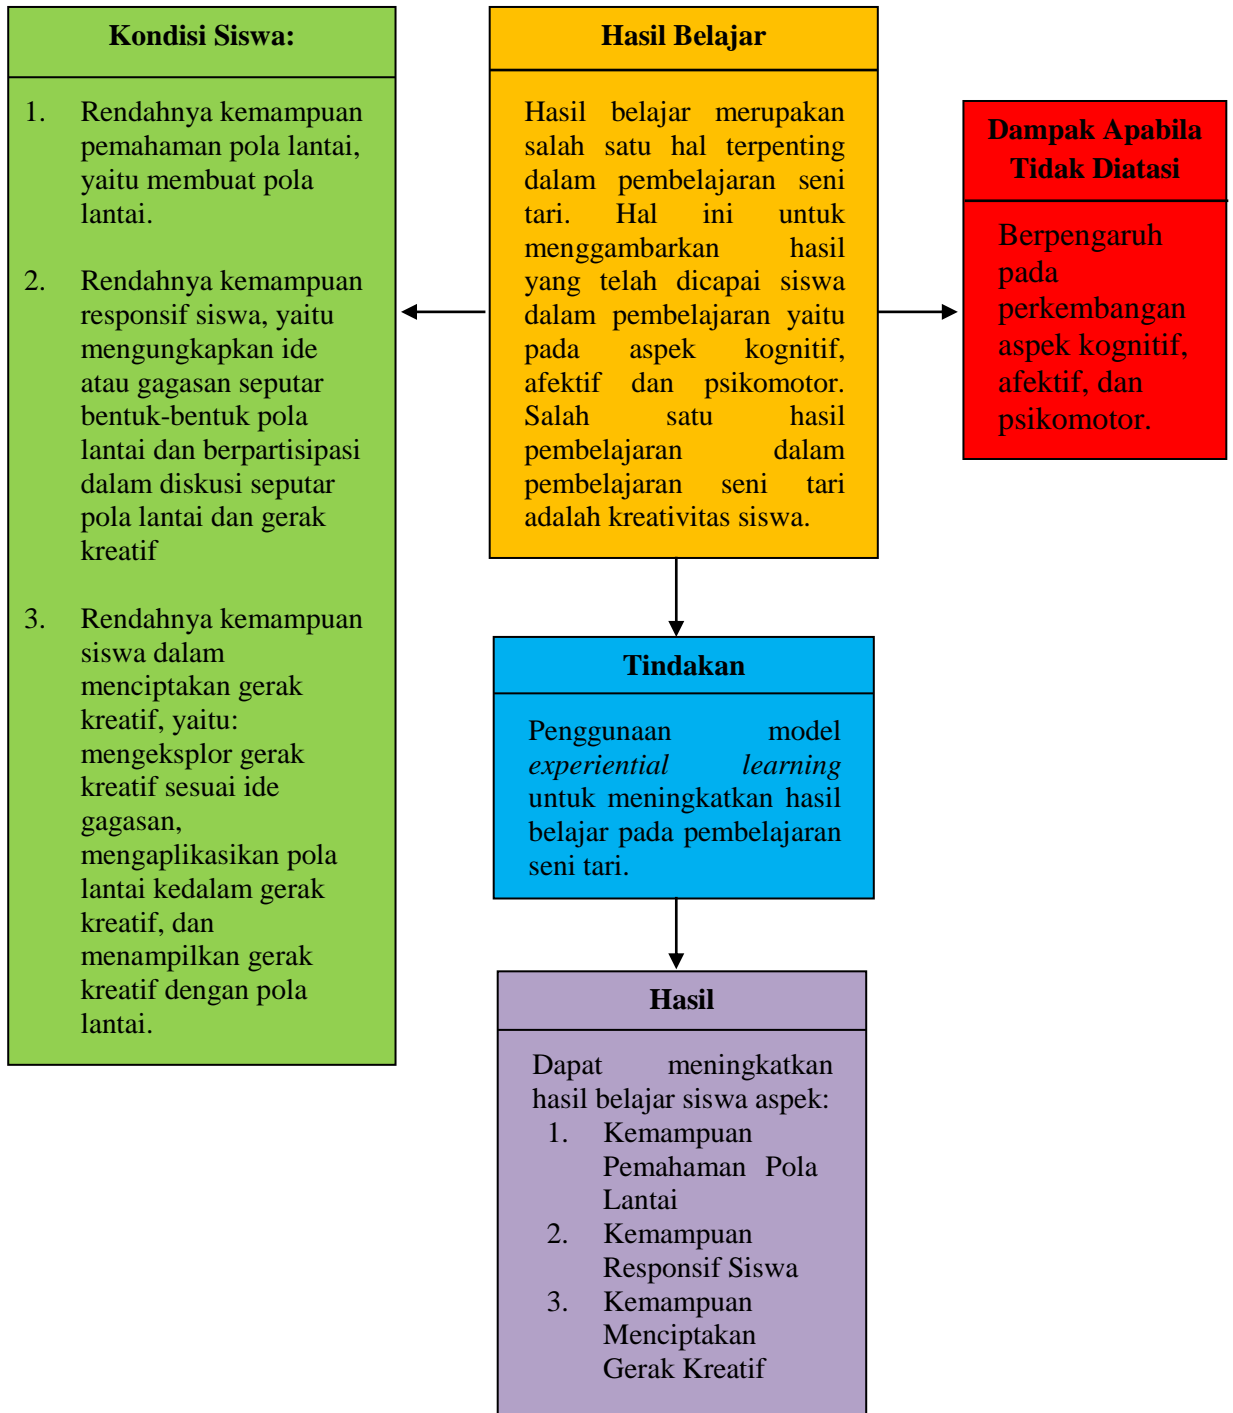 Kondisi Siswa:
1. Rendahnya kemampuan
pemahaman pola lantai,
yaitu membuat pola
lantai.
2. Rendahnya kemampuan
responsif siswa, yaitu
mengungkapkan ide
atau gagasan seputar
bentuk-bentuk pola
lantai dan berpartisipasi
dalam diskusi seputar
pola lantai dan gerak
kreatif
3. Rendahnya kemampuan
siswa dalam
menciptakan gerak
kreatif, yaitu:
mengeksplor gerak
kreatif sesuai ide
gagasan,
mengaplikasikan pola
lantai kedalam gerak
kreatif, dan
menampilkan gerak
kreatif dengan pola
lantai.
Hasil Belajar
Hasil belajar merupakan
salah satu hal terpenting
dalam pembelajaran seni
tari. Hal ini untuk
menggambarkan hasil
yang telah dicapai siswa
dalam pembelajaran yaitu
pada aspek kognitif,
afektif dan psikomotor.
Salah satu hasil
pembelajaran dalam
pembelajaran seni tari
adalah kreativitas siswa.
Dampak Apabila
Tidak Diatasi
Berpengaruh
pada
perkembangan
aspek kognitif,
afektif, dan
psikomotor.
Tindakan
Penggunaan model
experiential learning
untuk meningkatkan hasil
belajar pada pembelajaran
seni tari.
Hasil
Dapat meningkatkan
hasil belajar siswa aspek:
1. Kemampuan
Pemahaman Pola
Lantai
2. Kemampuan
Responsif Siswa
3. Kemampuan
Menciptakan
Gerak Kreatif